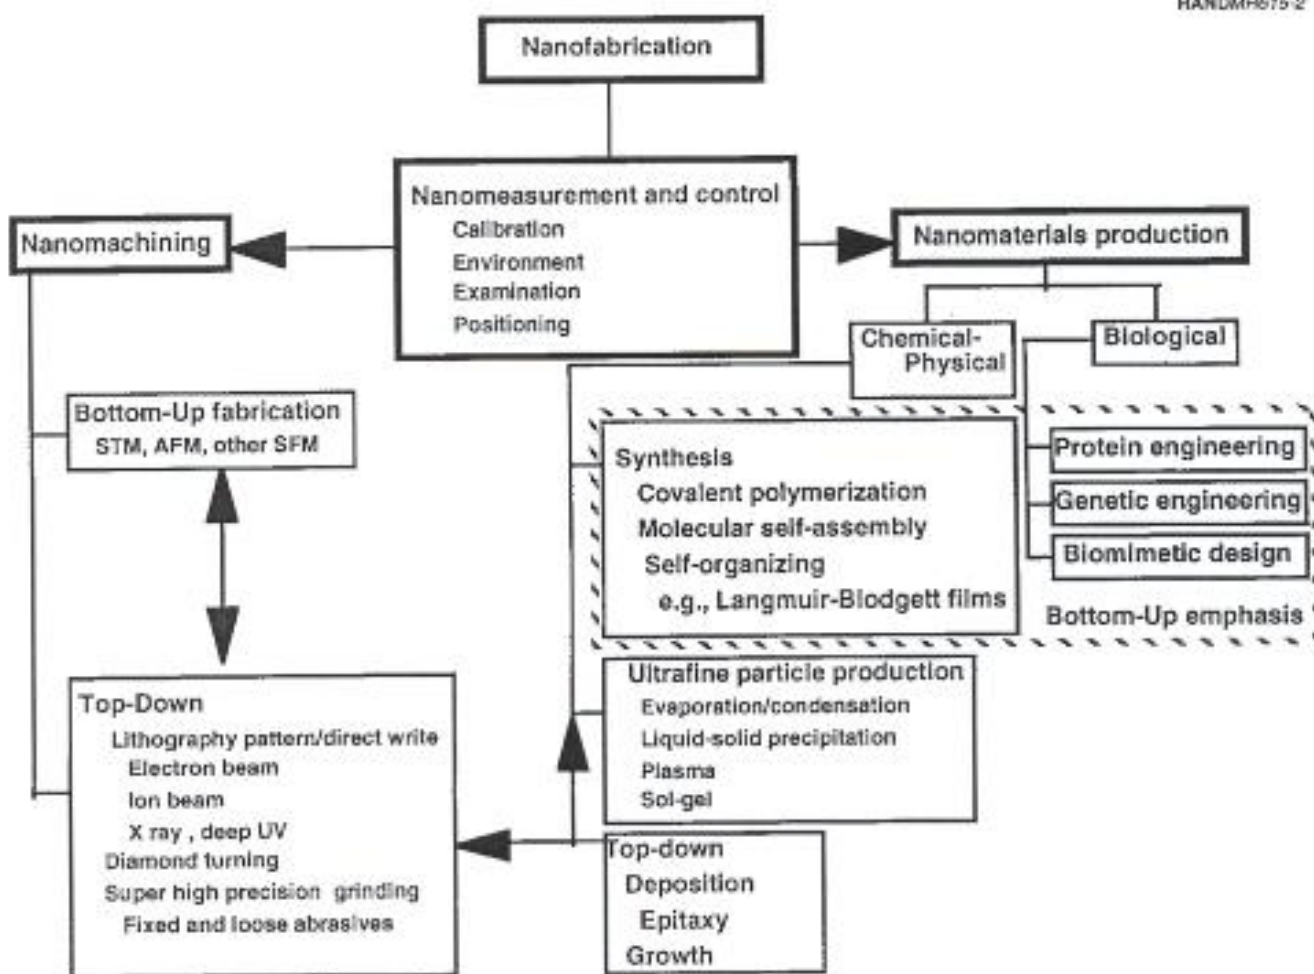 Nanofabrication
Nanomeasurement and control
Calibration
Environment
Examination
Positioning
Nanomachining
Nanomaterials production
Chemical-
Physical
Biological
Bottom-Up fabrication
STM, AFM, other SFM
Synthesis
Covalent polymerization
Molecular self-assembly
Self-organizing
e.g., Langmuir-Blodgett films
Protein engineering
Genetic engineering
Biomimetic design
Bottom-Up emphasis
Top-Down
Lithography pattern/direct write
Electron beam
Ion beam
X ray , deep UV
Diamond turning
Super high precision grinding
Fixed and loose abrasives
Ultrafine particle production
Evaporation/condensation
Liquid-solid precipitation
Plasma
Sol-gel
Top-down
Deposition
Epitaxy
Growth